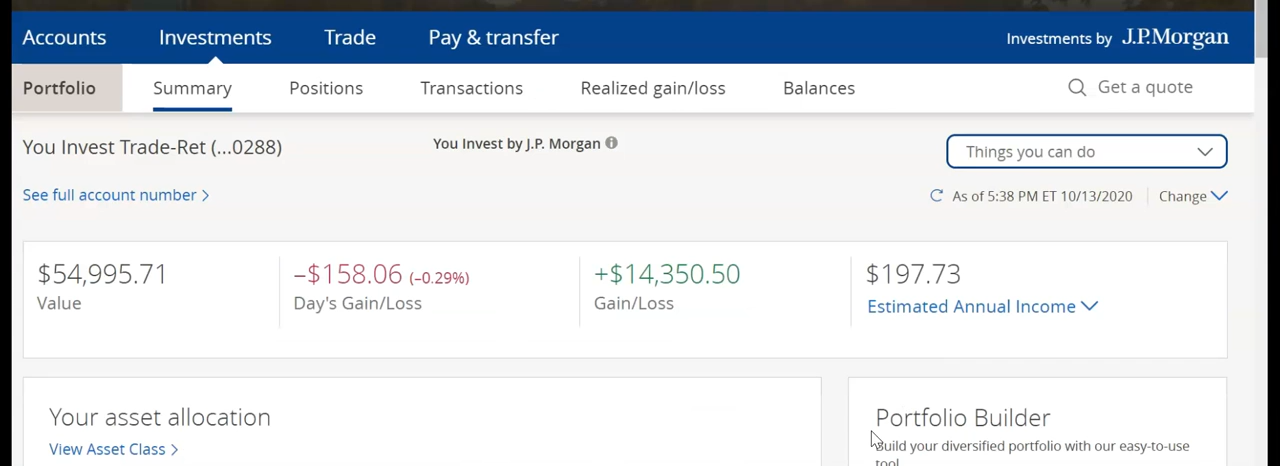 Accounts Investments Trade Pay & transfer Investments by J.P.Morgan
Portfolio Summary Positions Transactions Realized gain/loss Balances Get a quote
You Invest Trade-Ret (...0288) You Invest by J.P. Morgan Things you can do
See full account number As of 5:38 PM ET 10/13/2020 Change
$54,995.71 –$158.06 (–0.29%) +$14,350.50 $197.73
Value Day's Gain/Loss Gain/Loss Estimated Annual Income
Your asset allocation Portfolio Builder
View Asset Class Build your diversified portfolio with our easy-to-use
tool